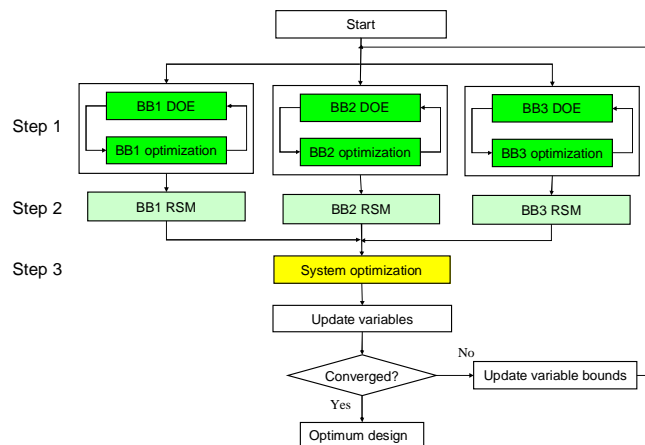 Start
Step 1
BB1 DOE
BB1 optimization
BB2 DOE
BB2 optimization
BB3 DOE
BB3 optimization
Step 2
BB1 RSM
BB2 RSM
BB3 RSM
Step 3
System optimization
Update variables
Converged?
No
Update variable bounds
Yes
Optimum design